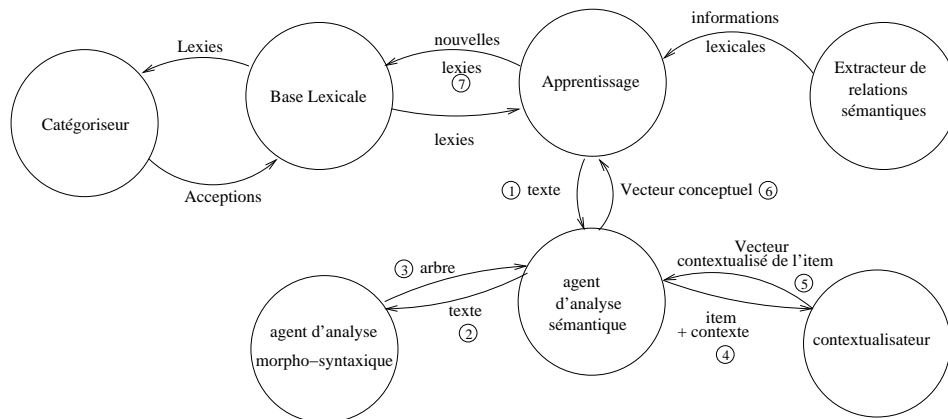 informations
lexicales
nouvelles
lexies
⑦
Lexies
Extracteur de
relations
sémantiques
Apprentissage
Base Lexicale
Catégoriseur
lexies
Acceptions
① texte
Vecteur conceptuel ⑥
Vecteur
contextualisé de l'item
⑤
③ arbre
agent
d'analyse
sémantique
texte
②
item
+ contexte
④
agent d'analyse
morpho-syntaxique
contextualisateur